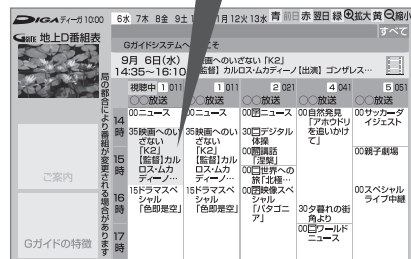 DIGA ディーガ 10:00
6水 7木 8金 9土 1 月 12火 13水 青 前日 赤 翌日 緑 拡大 黄 縮小
GGUIDE 地上D番組表
すべて
Gガイドシステムへ こそ
9月 6日(水) 映画へのいざない「K2」
14:35~16:10 監督】カルロス・ムカディーノ【出演】ゴンザレス…
局の都合により番組が変更される場合があります
ご案内
Gガイドの特徴
視聴中 1 011
1 011
2 021
4 041
5 051
○○放送
○○放送
○○放送
○○放送
○○放送
14時
15時
16時
17時
00ニュース
35映画へのい
ざない
「K2」
【監督】カル
ロス・ムカ
ディーノ…
15ドラマスペ
シャル
「色即是空」
00ニュース
35映画へのい
ざない
「K2」
【監督】カル
ロス・ムカ
ディーノ…
15ドラマスペ
シャル
「色即是空」
00ニュース
30デジタル
体操
00講話
「涅槃」
00世界への
旅「北極…
00映像スペ
シャル
「パタゴニ
ア」
00自然発見
「アホウドリ
を追いかけ
て」
30夕暮れの街
角より
00ワールド
ニュース
00サッカーダ
イジェスト
00親子劇場
00スペシャル
ライブ中継